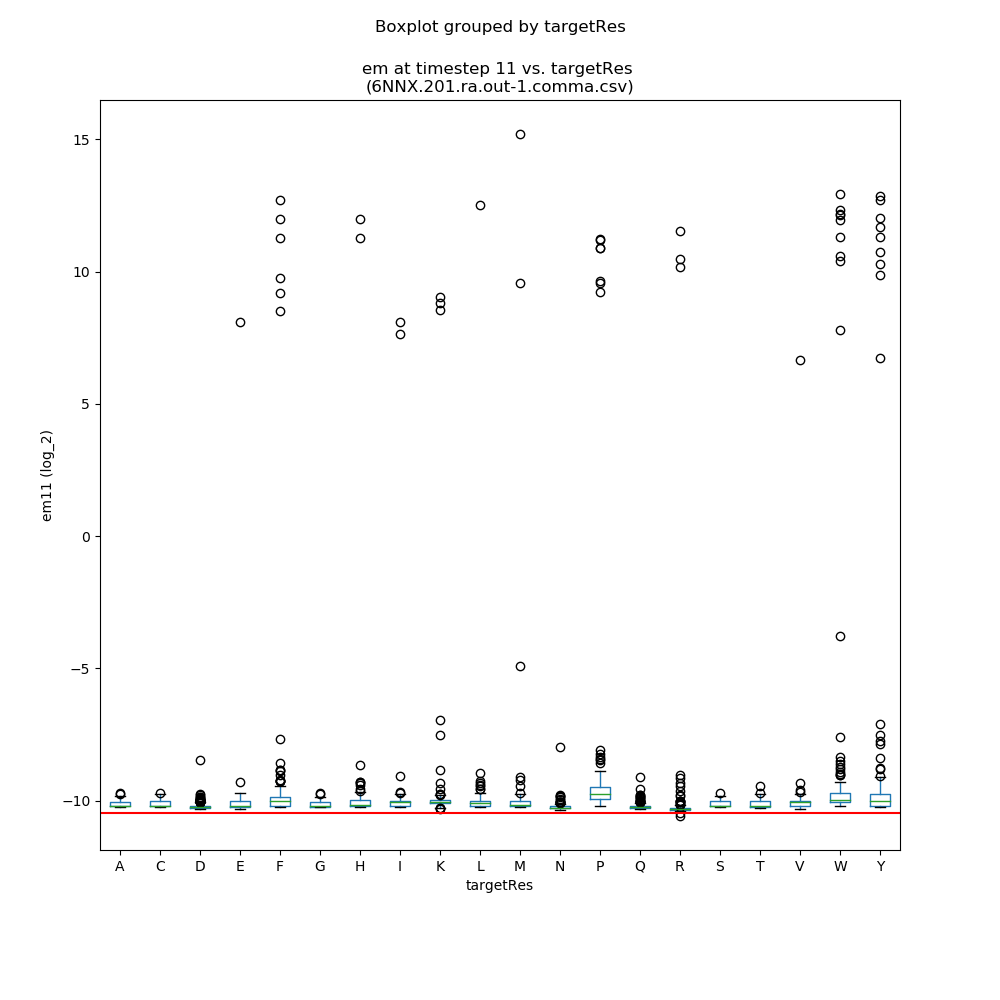 Boxplot grouped by targetRes
em at timestep 11 vs. targetRes
(6NNX.201.ra.out-1.comma.csv)
15
10
5
0
−5
−10
em11 (log_2)
A C D E F G H I K L M N P Q R S T V W Y
targetRes